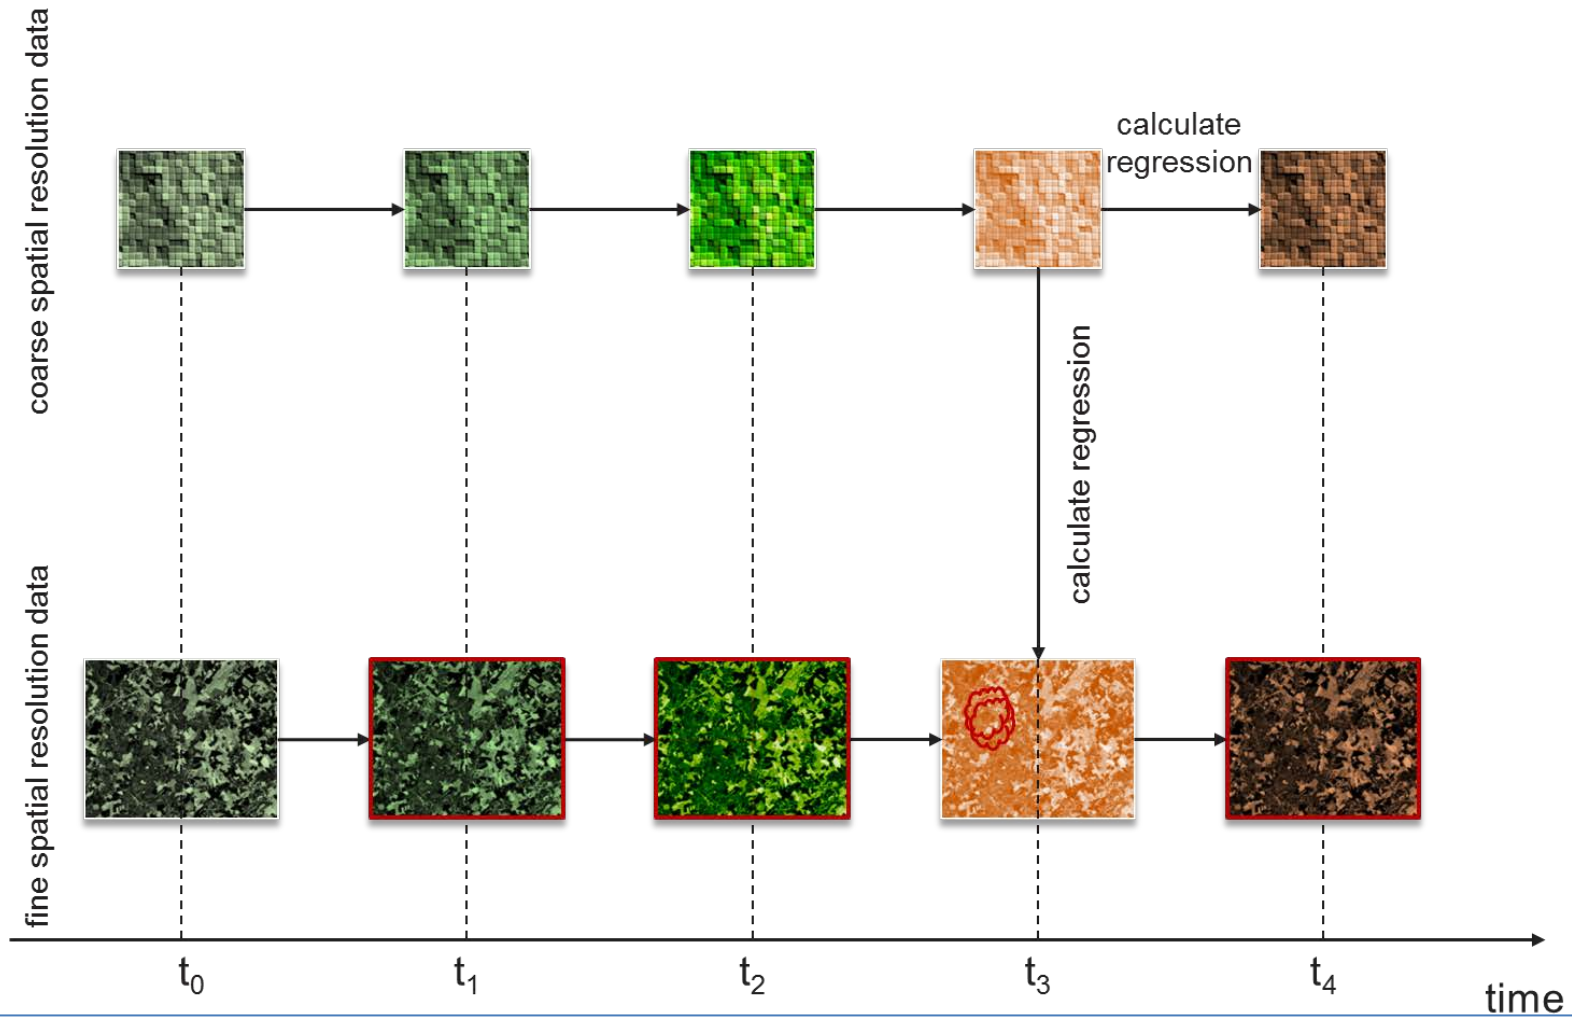 coarse spatial resolution data
calculate
regression
calculate regression
fine spatial resolution data
t0
t1
t2
t3
t4
time